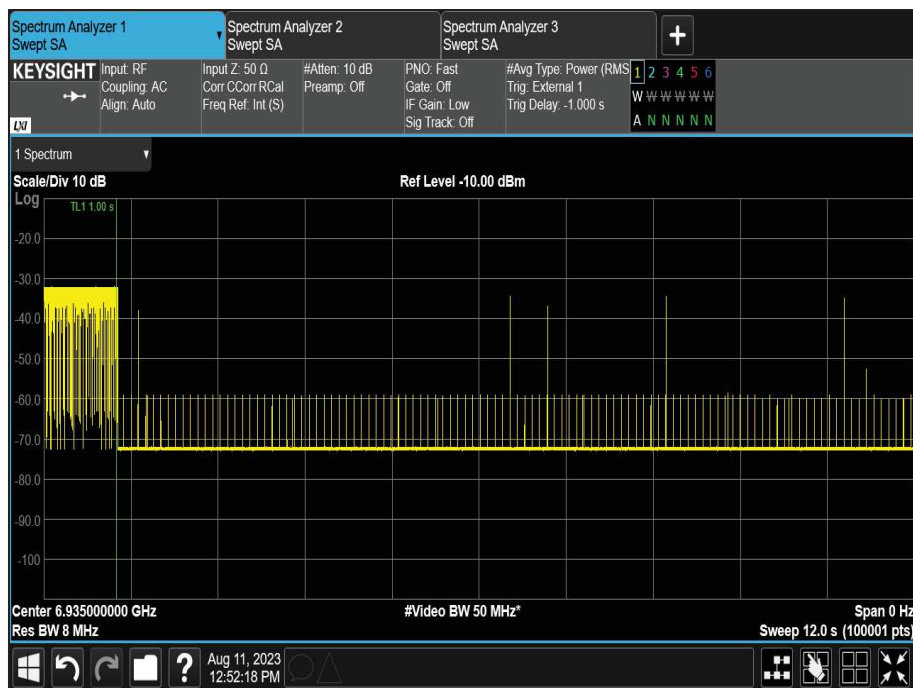 Spectrum Analyzer 1
Swept SA
Spectrum Analyzer 2
Swept SA
Spectrum Analyzer 3
Swept SA
+
KEYSIGHT
LXI
Input: RF
Coupling: AC
Align: Auto
Input Z: 50 Ω
Corr CCorr RCal
Freq Ref: Int (S)
#Atten: 10 dB
Preamp: Off
PNO: Fast
Gate: Off
IF Gain: Low
Sig Track: Off
#Avg Type: Power (RMS
Trig: External 1
Trig Delay: -1.000 s
1 2 3 4 5 6
W W W W W W
A N N N N N
1 Spectrum
Scale/Div 10 dB
Ref Level -10.00 dBm
Log
TL1 1.00 s
-20.0
-30.0
-40.0
-50.0
-60.0
-70.0
-80.0
-90.0
-100
Center 6.935000000 GHz
#Video BW 50 MHz*
Span 0 Hz
Res BW 8 MHz
Sweep 12.0 s (100001 pts)
?
Aug 11, 2023
12:52:18 PM